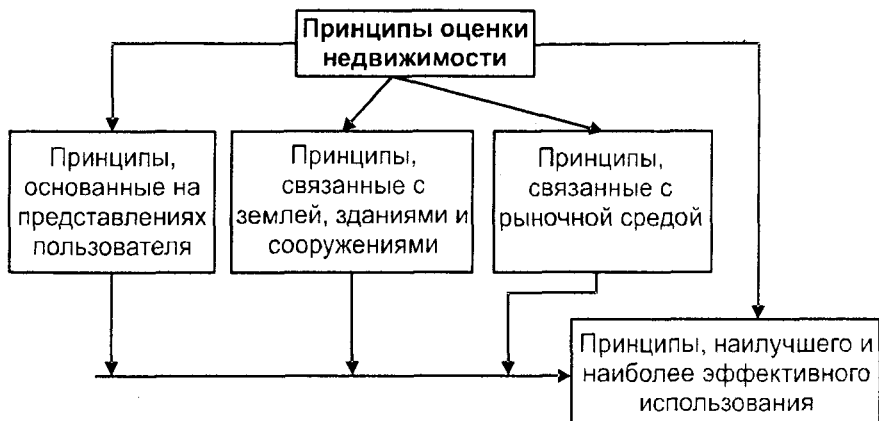 Принципы оценки
недвижимости
Принципы,
основанные на
представлениях
пользователя
Принципы,
связанные с
землей, зданиями и
сооружениями
Принципы,
связанные с
рыночной средой
Принципы, наилучшего и
наиболее эффективного
использования